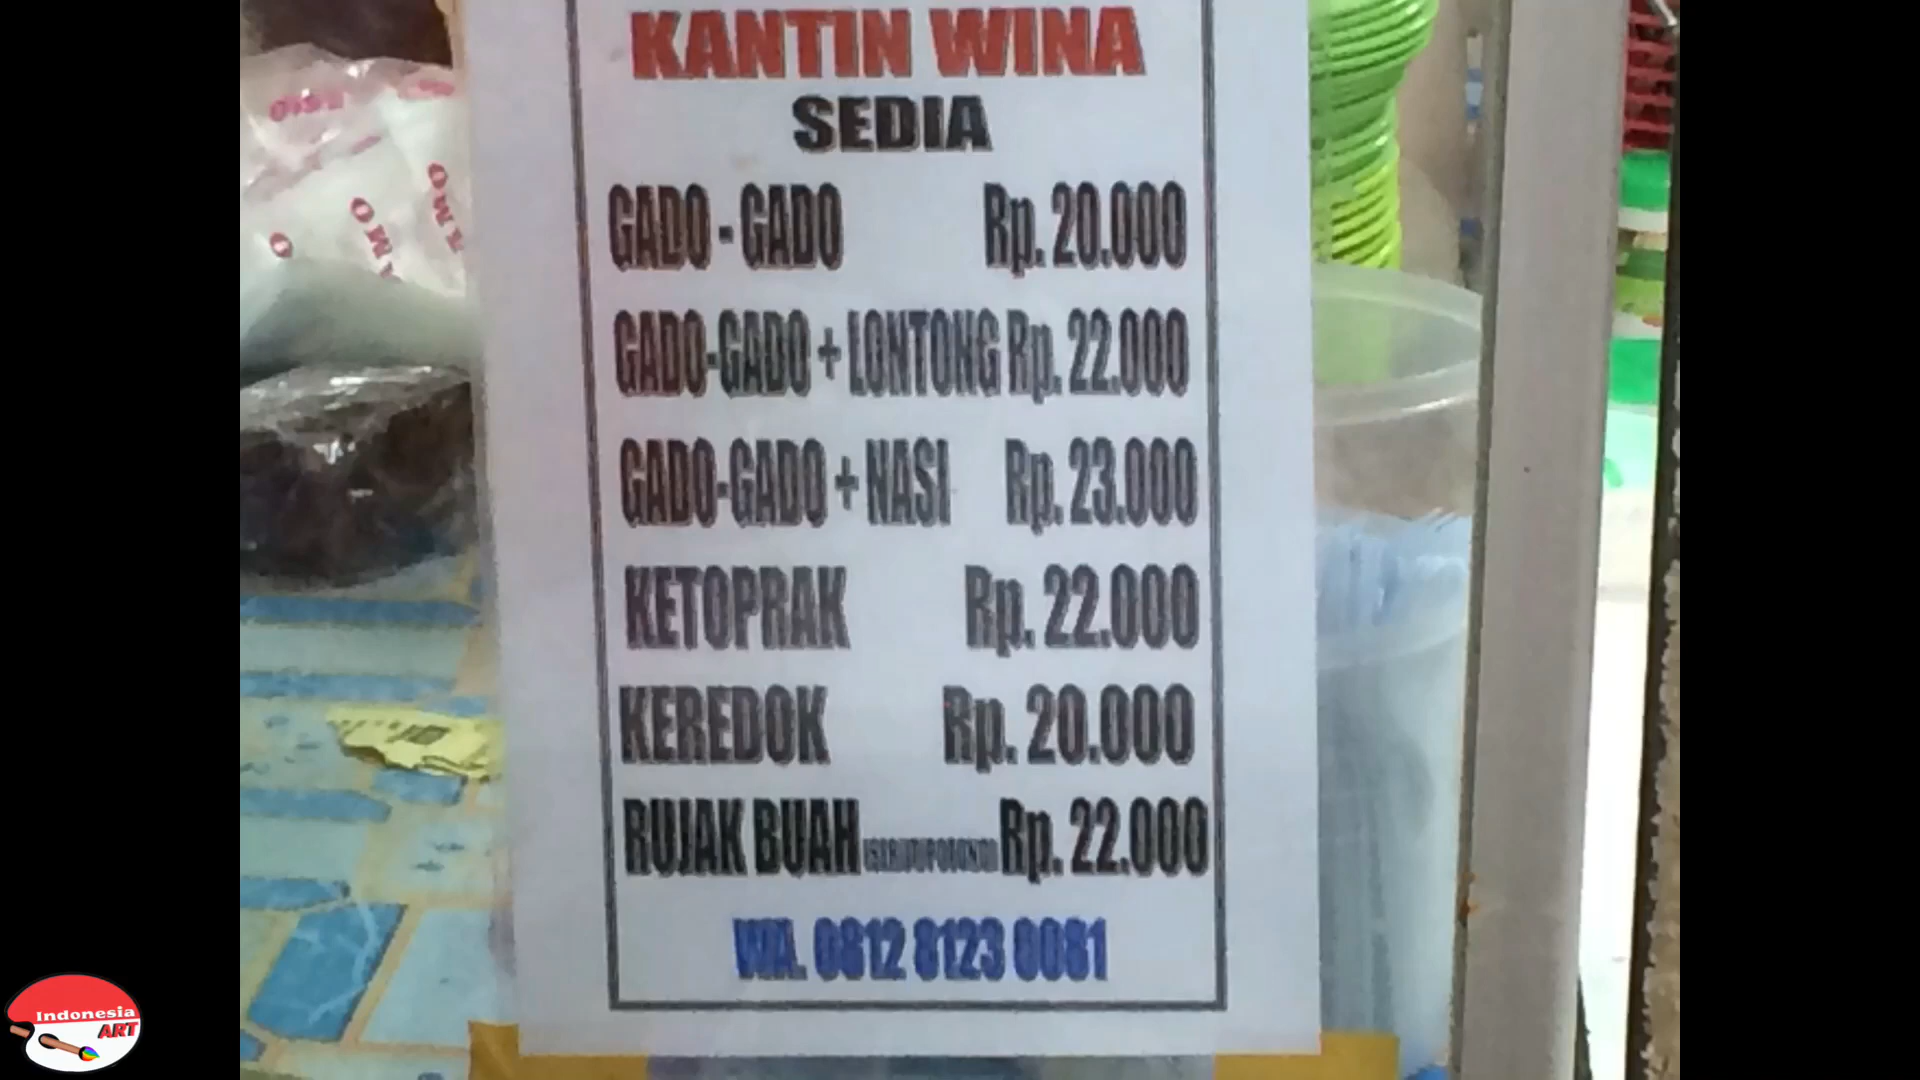 KANTIN WINA
SEDIA
GADO - GADO Rp. 20.000
GADO-GADO + LONTONG Rp. 22.000
GADO-GADO + NASI Rp. 23.000
KETOPRAK Rp. 22.000
KEREDOK Rp. 20.000
RUJAK BUAH Rp. 22.000
WA. 0812 8123 0081
Indonesia
ART